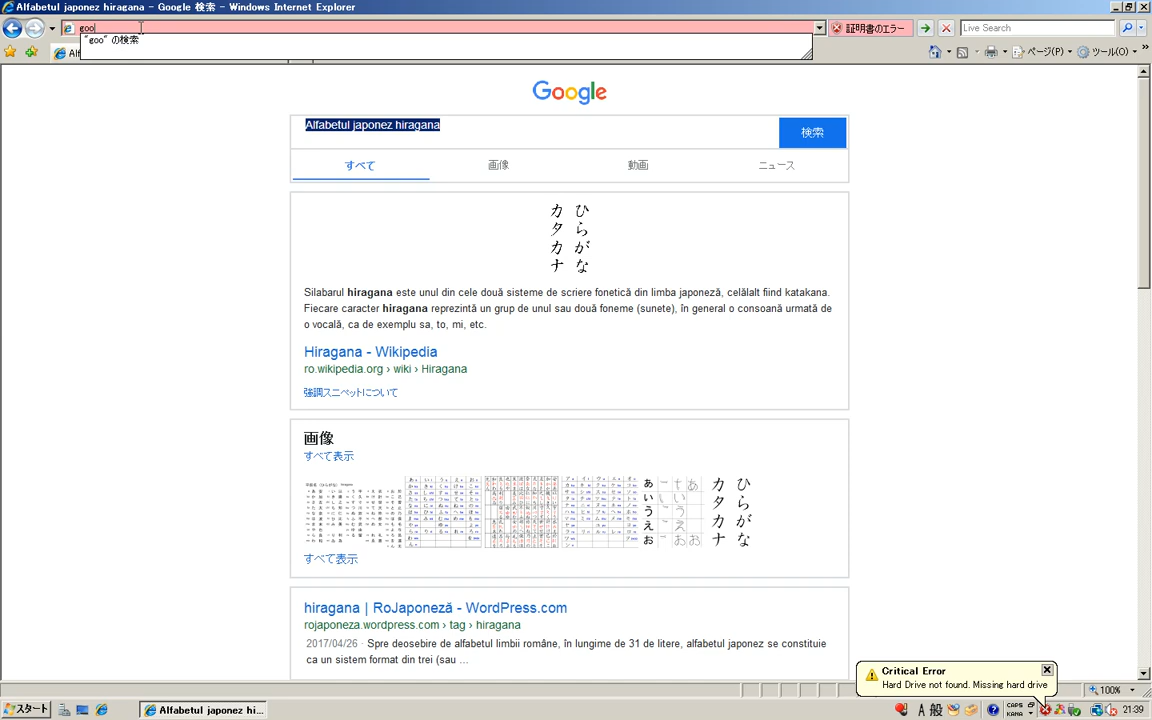 Alfabetul japonez hiragana - Google 検索 - Windows Internet Explorer
goo
証明書のエラー
Live Search
"goo" の検索
Alf
ページ(P)
ツール(O)
Google
Alfabetul japonez hiragana
検索
すべて
画像
動画
ニュース
ひらがな
カタカナ
Silabarul hiragana este unul din cele două sisteme de scriere fonetică din limba japoneză, celălalt fiind katakana.
Fiecare caracter hiragana reprezintă un grup de unul sau două foneme (sunete), în general o consoană urmată de
o vocală, ca de exemplu sa, to, mi, etc.
Hiragana - Wikipedia
ro.wikipedia.org › wiki › Hiragana
強調スニペットについて
画像
すべて表示
あいうえお
ひらがな
カタカナ
すべて表示
hiragana | RoJaponeză - WordPress.com
rojaponeza.wordpress.com › tag › hiragana
2017/04/26 · Spre deosebire de alfabetul limbii române, în lungime de 31 de litere, alfabetul japonez se constituie
ca un sistem format din trei (sau ...
Critical Error
Hard Drive not found. Missing hard drive
100%
スタート
Alfabetul japonez hi...
A 般
CAPS
KANA
21:39